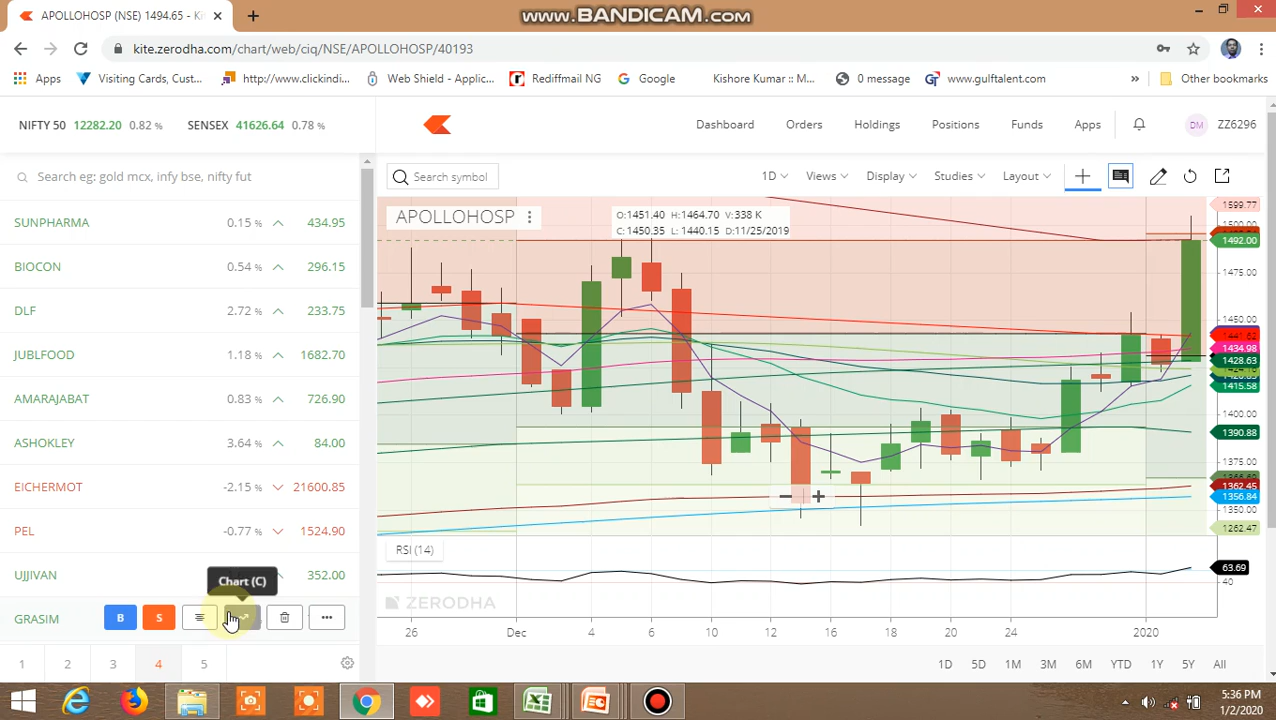 www.BANDICAM.com
APOLLOHOSP (NSE) 1494.65 - Ki
kite.zerodha.com/chart/web/ciq/NSE/APOLLOHOSP/40193
Apps Visiting Cards, Cust... http://www.clickindi... Web Shield - Applic... Rediffmail NG Google Kishore Kumar :: M... 0 message www.gulftalent.com » Other bookmarks
NIFTY 50 12282.20 0.82 % SENSEX 41626.64 0.78 %
Dashboard Orders Holdings Positions Funds Apps DM ZZ6296
Search eg: gold mcx, infy bse, nifty fut
Search symbol 1D Views Display Studies Layout
SUNPHARMA 0.15 % 434.95
BIOCON 0.54 % 296.15
DLF 2.72 % 233.75
JUBLFOOD 1.18 % 1682.70
AMARAJABAT 0.83 % 726.90
ASHOKLEY 3.64 % 84.00
EICHERMOT -2.15 % 21600.85
PEL -0.77 % 1524.90
UJJIVAN 352.00
Chart (C)
GRASIM B S
1 2 3 4 5
APOLLOHOSP
O:1451.40 H:1464.70 V:338 K
C:1450.35 L: 1440.15 D:11/25/2019
1599.77
1500.00
1492.00
1475.00
1450.00
1434.98
1428.63
1415.58
1400.00
1390.88
1375.00
1362.45
1356.84
1350.00
1262.47
RSI (14)
63.69
40
ZERODHA
26 Dec 4 6 10 12 16 18 20 24 2020
1D 5D 1M 3M 6M YTD 1Y 5Y All
5:36 PM
1/2/2020